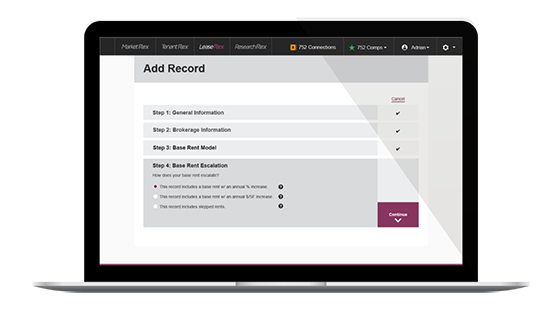 MarketRex TenantRex LeaseRex ResearchRex 752 Connections 752 Comps Adrian
Add Record
Cancel
Step 1: General Information
Step 2: Brokerage Information
Step 3: Base Rent Model
Step 4: Base Rent Escalation
How does your base rent escalate?
This record includes a base rent w/ an annual % increase.
This record includes a base rent w/ an annual $/SF increase.
This record includes stepped rents
Continue